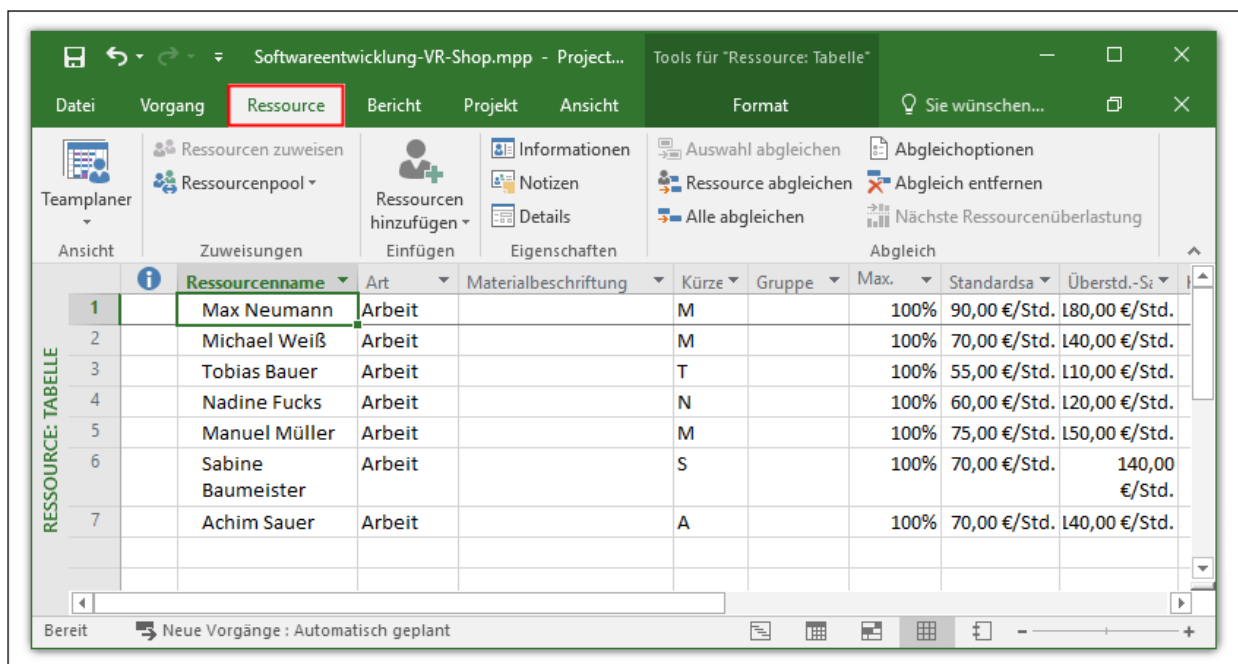 Softwareentwicklung-VR-Shop.mpp - Project... Tools für "Ressource: Tabelle"
Datei Vorgang Ressource Bericht Projekt Ansicht Format Sie wünschen...
Ressourcen zuweisen Informationen Auswahl abgleichen Abgleichoptionen
Ressourcenpool Notizen Ressource abgleichen Abgleich entfernen
Teamplaner Ressourcen hinzufügen Details Alle abgleichen Nächste Ressourcenüberlastung
Ansicht Zuweisungen Einfügen Eigenschaften Abgleich
Ressourcenname Art Materialbeschriftung Kürze Gruppe Max. Standardsa Überstd.-Sa
1 Max Neumann Arbeit M 100% 90,00 €/Std. 180,00 €/Std.
2 Michael Weiß Arbeit M 100% 70,00 €/Std. 140,00 €/Std.
3 Tobias Bauer Arbeit T 100% 55,00 €/Std. 110,00 €/Std.
4 Nadine Fucks Arbeit N 100% 60,00 €/Std. 120,00 €/Std.
5 Manuel Müller Arbeit M 100% 75,00 €/Std. 150,00 €/Std.
6 Sabine Arbeit S 100% 70,00 €/Std. 140,00
Baumeister €/Std.
7 Achim Sauer Arbeit A 100% 70,00 €/Std. 140,00 €/Std.
RESSOURCE: TABELLE
Bereit Neue Vorgänge : Automatisch geplant